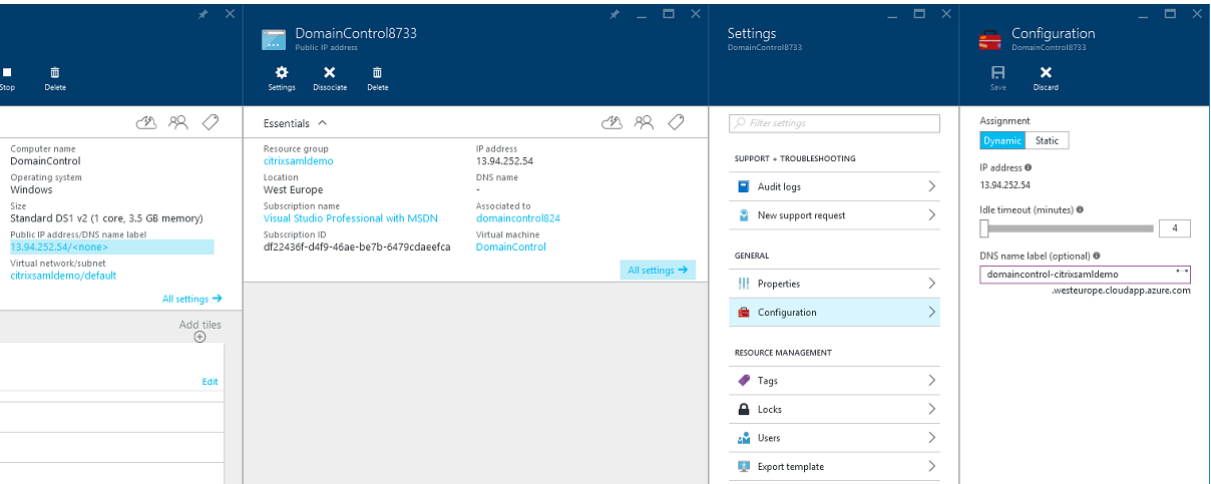 Stop
Delete
Computer name
DomainControl
Operating system
Windows
Size
Standard DS1 v2 (1 core, 3.5 GB memory)
Public IP address/DNS name label
13.94.252.54/<none>
Virtual network/subnet
citrixsamldemo/default
All settings →
Add tiles
Edit
DomainControl8733
Public IP address
Settings
Dissociate
Delete
Essentials
Resource group
citrixsamldemo
Location
West Europe
Subscription name
Visual Studio Professional with MSDN
Subscription ID
df22436f-d4f9-46ae-be7b-6479cdaeefca
IP address
13.94.252.54
DNS name
-
Associated to
domaincontrol824
Virtual machine
DomainControl
All settings →
Settings
DomainControl8733
Filter settings
SUPPORT + TROUBLESHOOTING
Audit logs
New support request
GENERAL
Properties
Configuration
RESOURCE MANAGEMENT
Tags
Locks
Users
Export template
Configuration
DomainControl8733
Save
Discard
Assignment
Dynamic Static
IP address
13.94.252.54
Idle timeout (minutes)
4
DNS name label (optional)
domaincontrol-citrixsamldemo
.westeurope.cloudapp.azure.com